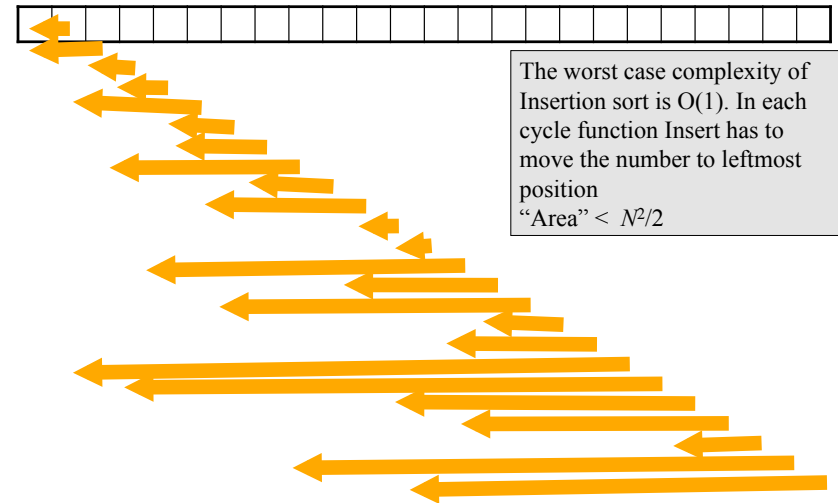 The worst case complexity of
Insertion sort is O(1). In each
cycle function Insert has to
move the number to leftmost
position
“Area” < N²/2